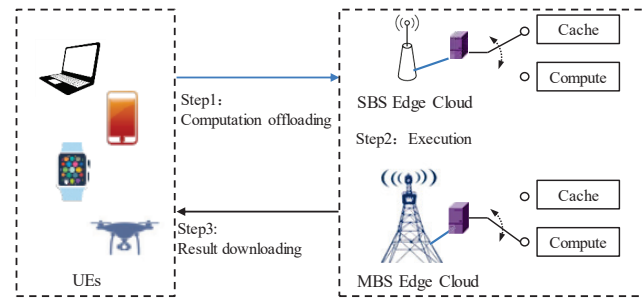 Cache
Compute
SBS Edge Cloud
Step1:
Computation offloading
Step2: Execution
Cache
Compute
Step3:
Result downloading
UEs
MBS Edge Cloud